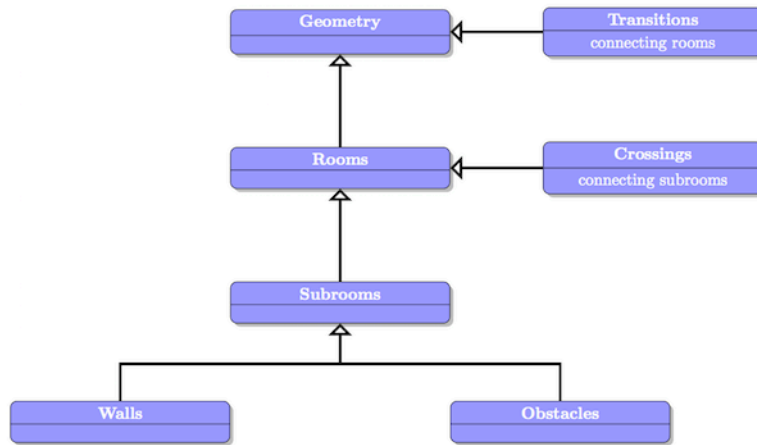 Geometry
Transitions
connecting rooms
Rooms
Crossings
connecting subrooms
Subrooms
Walls
Obstacles